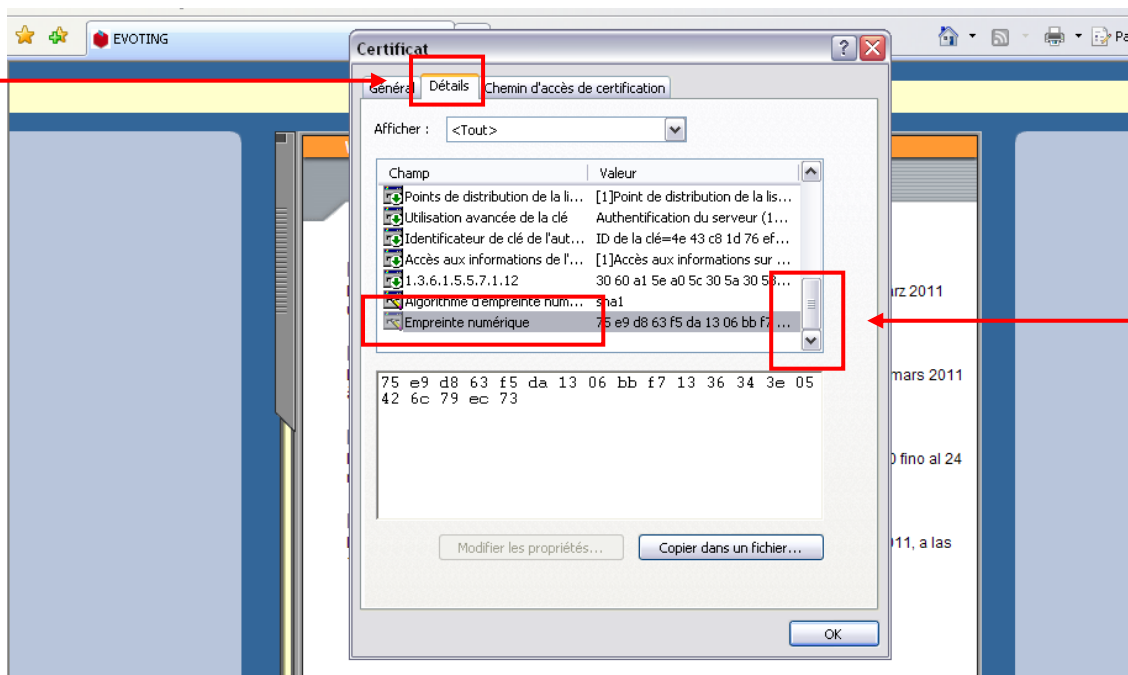 EVOTING
Pa
Certificat
Général Détails Chemin d'accès de certification
Afficher : <Tout>
Champ Valeur
Points de distribution de la li... [1]Point de distribution de la lis...
Utilisation avancée de la clé Authentification du serveur (1...
Identificateur de clé de l'aut... ID de la clé=4e 43 c8 1d 76 ef...
Accès aux informations de l'... [1]Accès aux informations sur ...
1.3.6.1.5.5.7.1.12 30 60 a1 5e a0 5c 30 5a 30 58...
Algorithme d'empreinte num... sha1
Empreinte numérique 75 e9 d8 63 f5 da 13 06 bb f7 ...
75 e9 d8 63 f5 da 13 06 bb f7 13 36 34 3e 05
42 6c 79 ec 73
Modifier les propriétés... Copier dans un fichier...
OK
rz 2011
mars 2011
0 fino al 24
011, a las